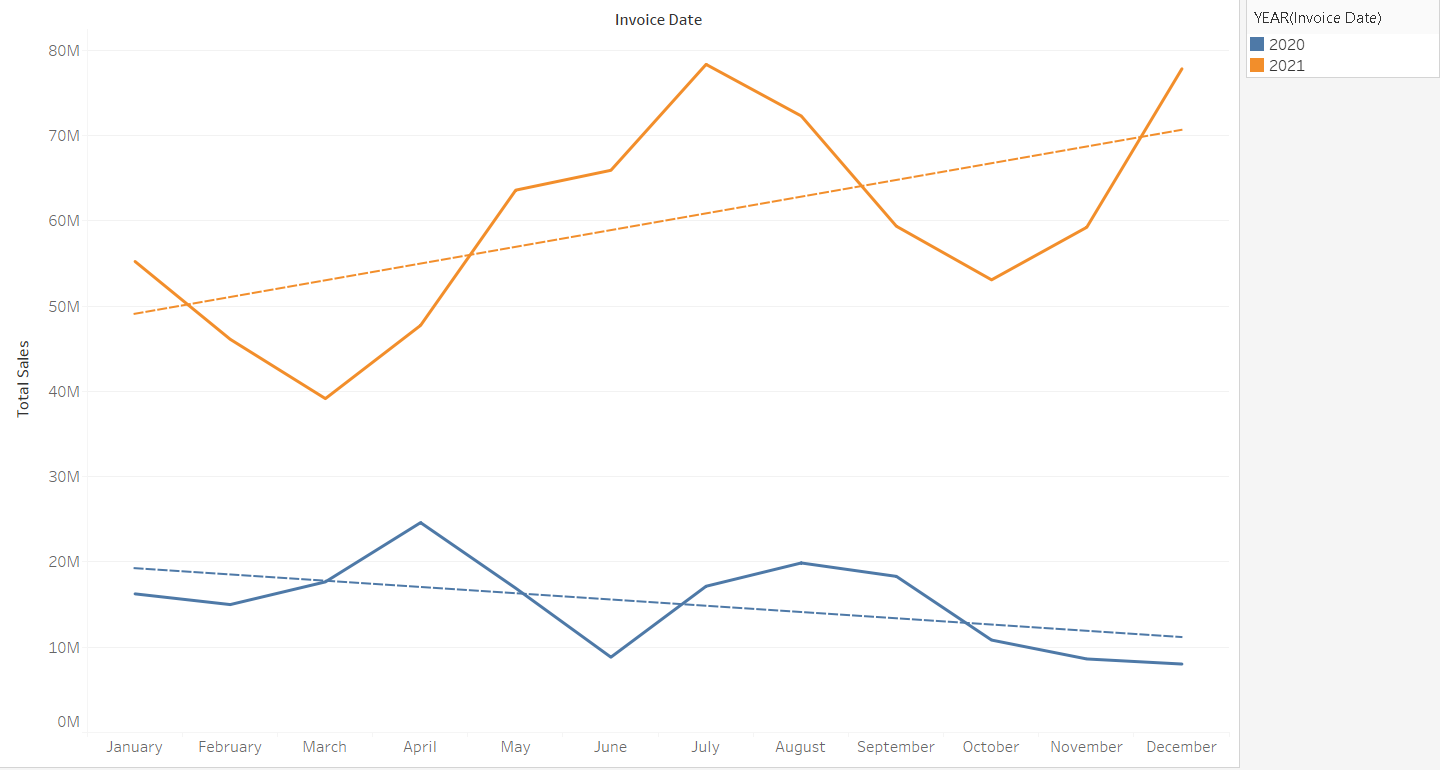 Invoice Date
YEAR(Invoice Date)
2020
2021
80M
70M
60M
50M
40M
30M
20M
10M
0M
Total Sales
January February March April May June July August September October November December